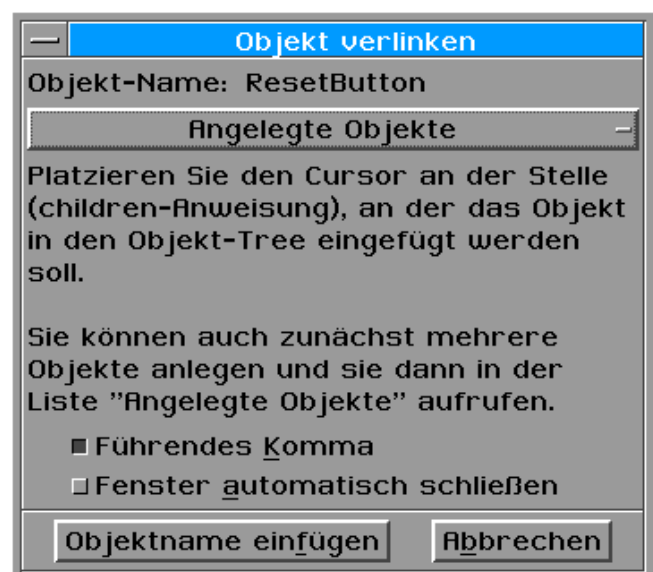 Objekt verlinken
Objekt-Name: ResetButton
Angelegte Objekte
Platzieren Sie den Cursor an der Stelle
(children-Anweisung), an der das Objekt
in den Objekt-Tree eingefügt werden
soll.
Sie können auch zunächst mehrere
Objekte anlegen und sie dann in der
Liste "Angelegte Objekte" aufrufen.
Führendes Komma
Fenster automatisch schließen
Objektname einfügen Abbrechen